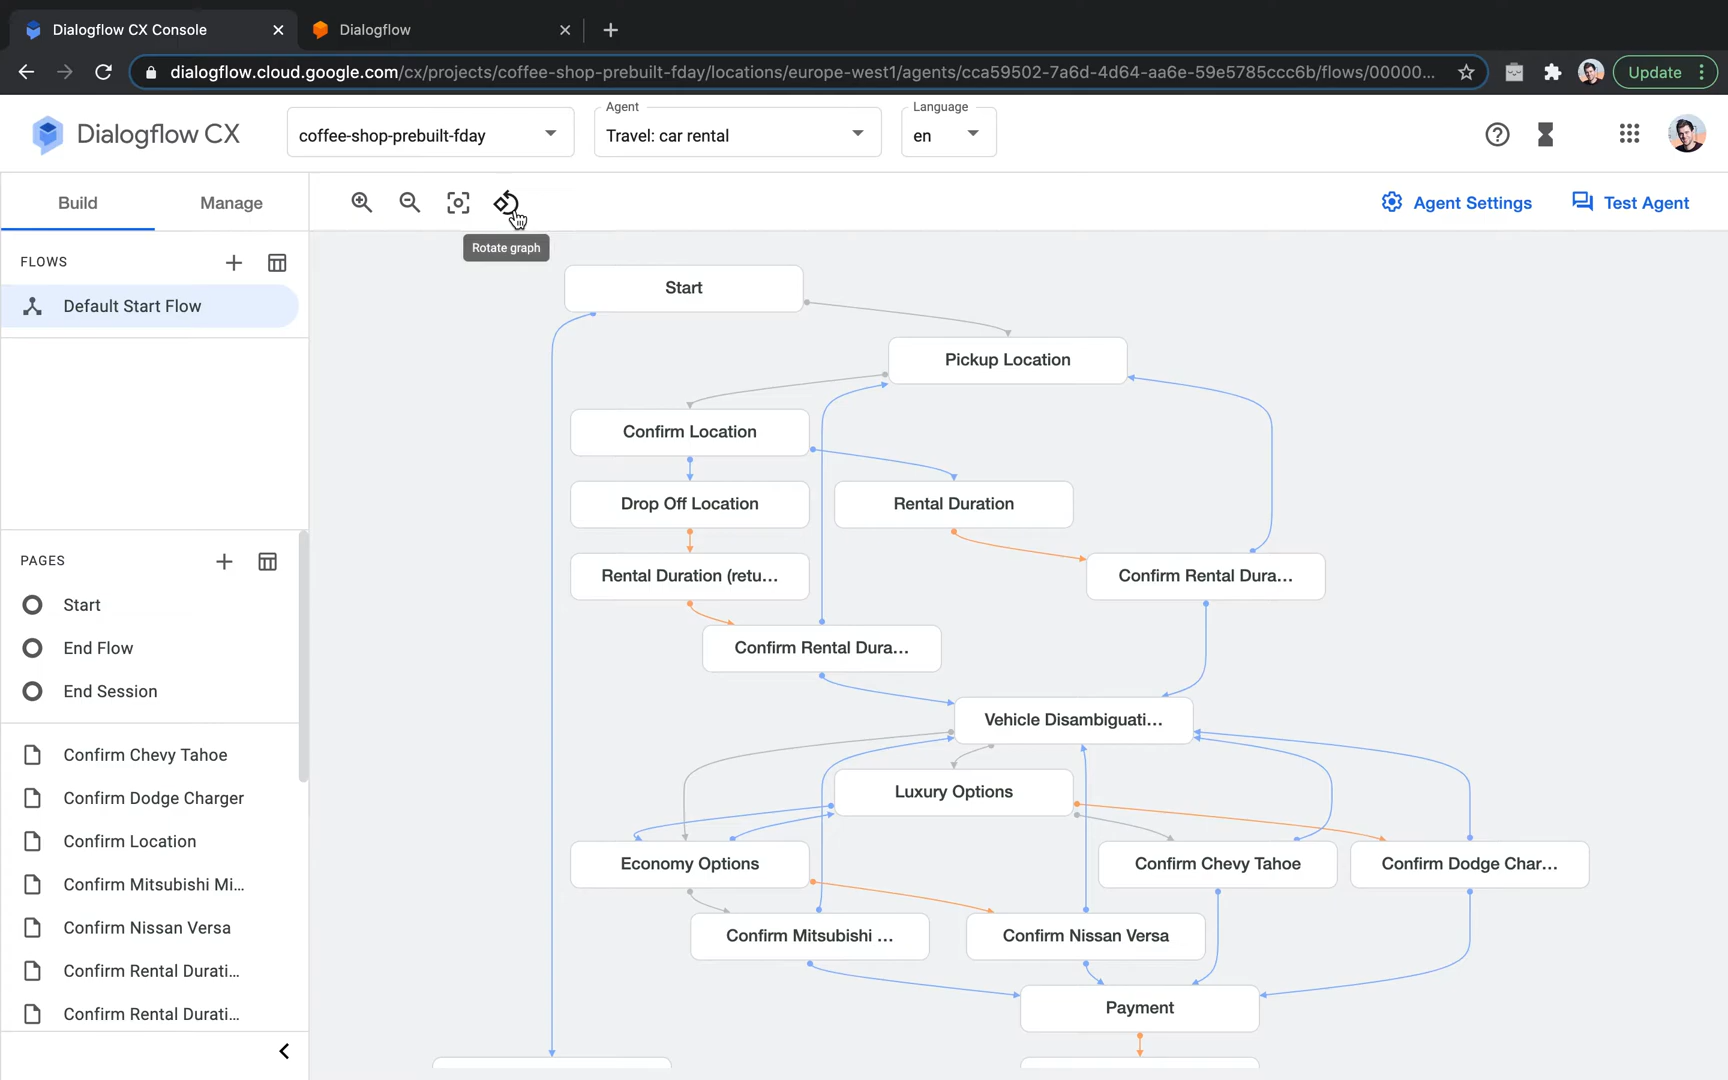 Dialogflow CX Console
Dialogflow
dialogflow.cloud.google.com/cx/projects/coffee-shop-prebuilt-fday/locations/europe-west1/agents/cca59502-7a6d-4d64-aa6e-59e5785ccc6b/flows/00000...
Update
Dialogflow CX
coffee-shop-prebuilt-fday
Agent
Travel: car rental
Language
en
Build
Manage
Agent Settings
Test Agent
Rotate graph
FLOWS
Default Start Flow
PAGES
Start
End Flow
End Session
Confirm Chevy Tahoe
Confirm Dodge Charger
Confirm Location
Confirm Mitsubishi Mi...
Confirm Nissan Versa
Confirm Rental Durati...
Confirm Rental Durati...
Start
Pickup Location
Confirm Location
Drop Off Location
Rental Duration
Rental Duration (retu...
Confirm Rental Dura...
Confirm Rental Dura...
Vehicle Disambiguati...
Luxury Options
Economy Options
Confirm Chevy Tahoe
Confirm Dodge Char...
Confirm Mitsubishi ...
Confirm Nissan Versa
Payment